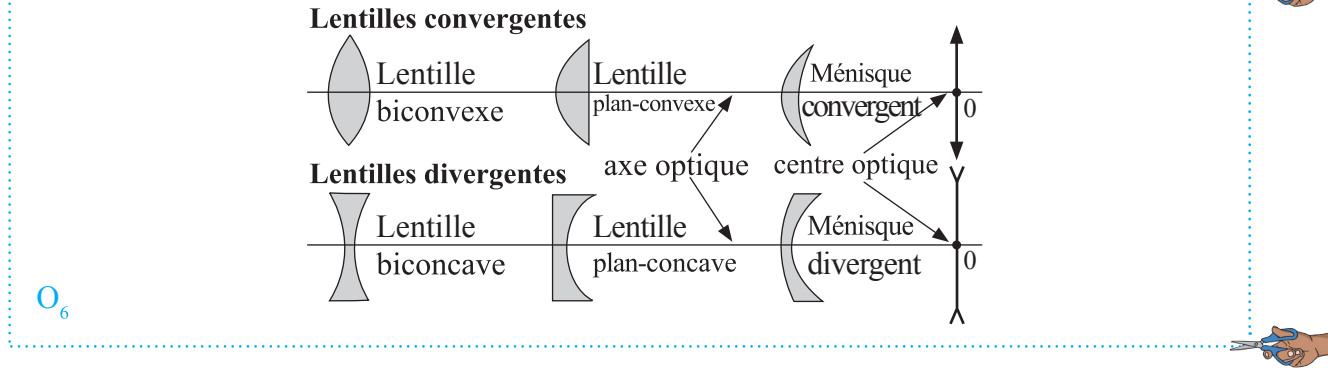 Lentilles convergentes
Lentille
biconvexe
Lentille
plan-convexe
Ménisque
convergent
0
axe optique
centre optique
Lentilles divergentes
Lentille
biconcave
Lentille
plan-concave
Ménisque
divergent
0
O6